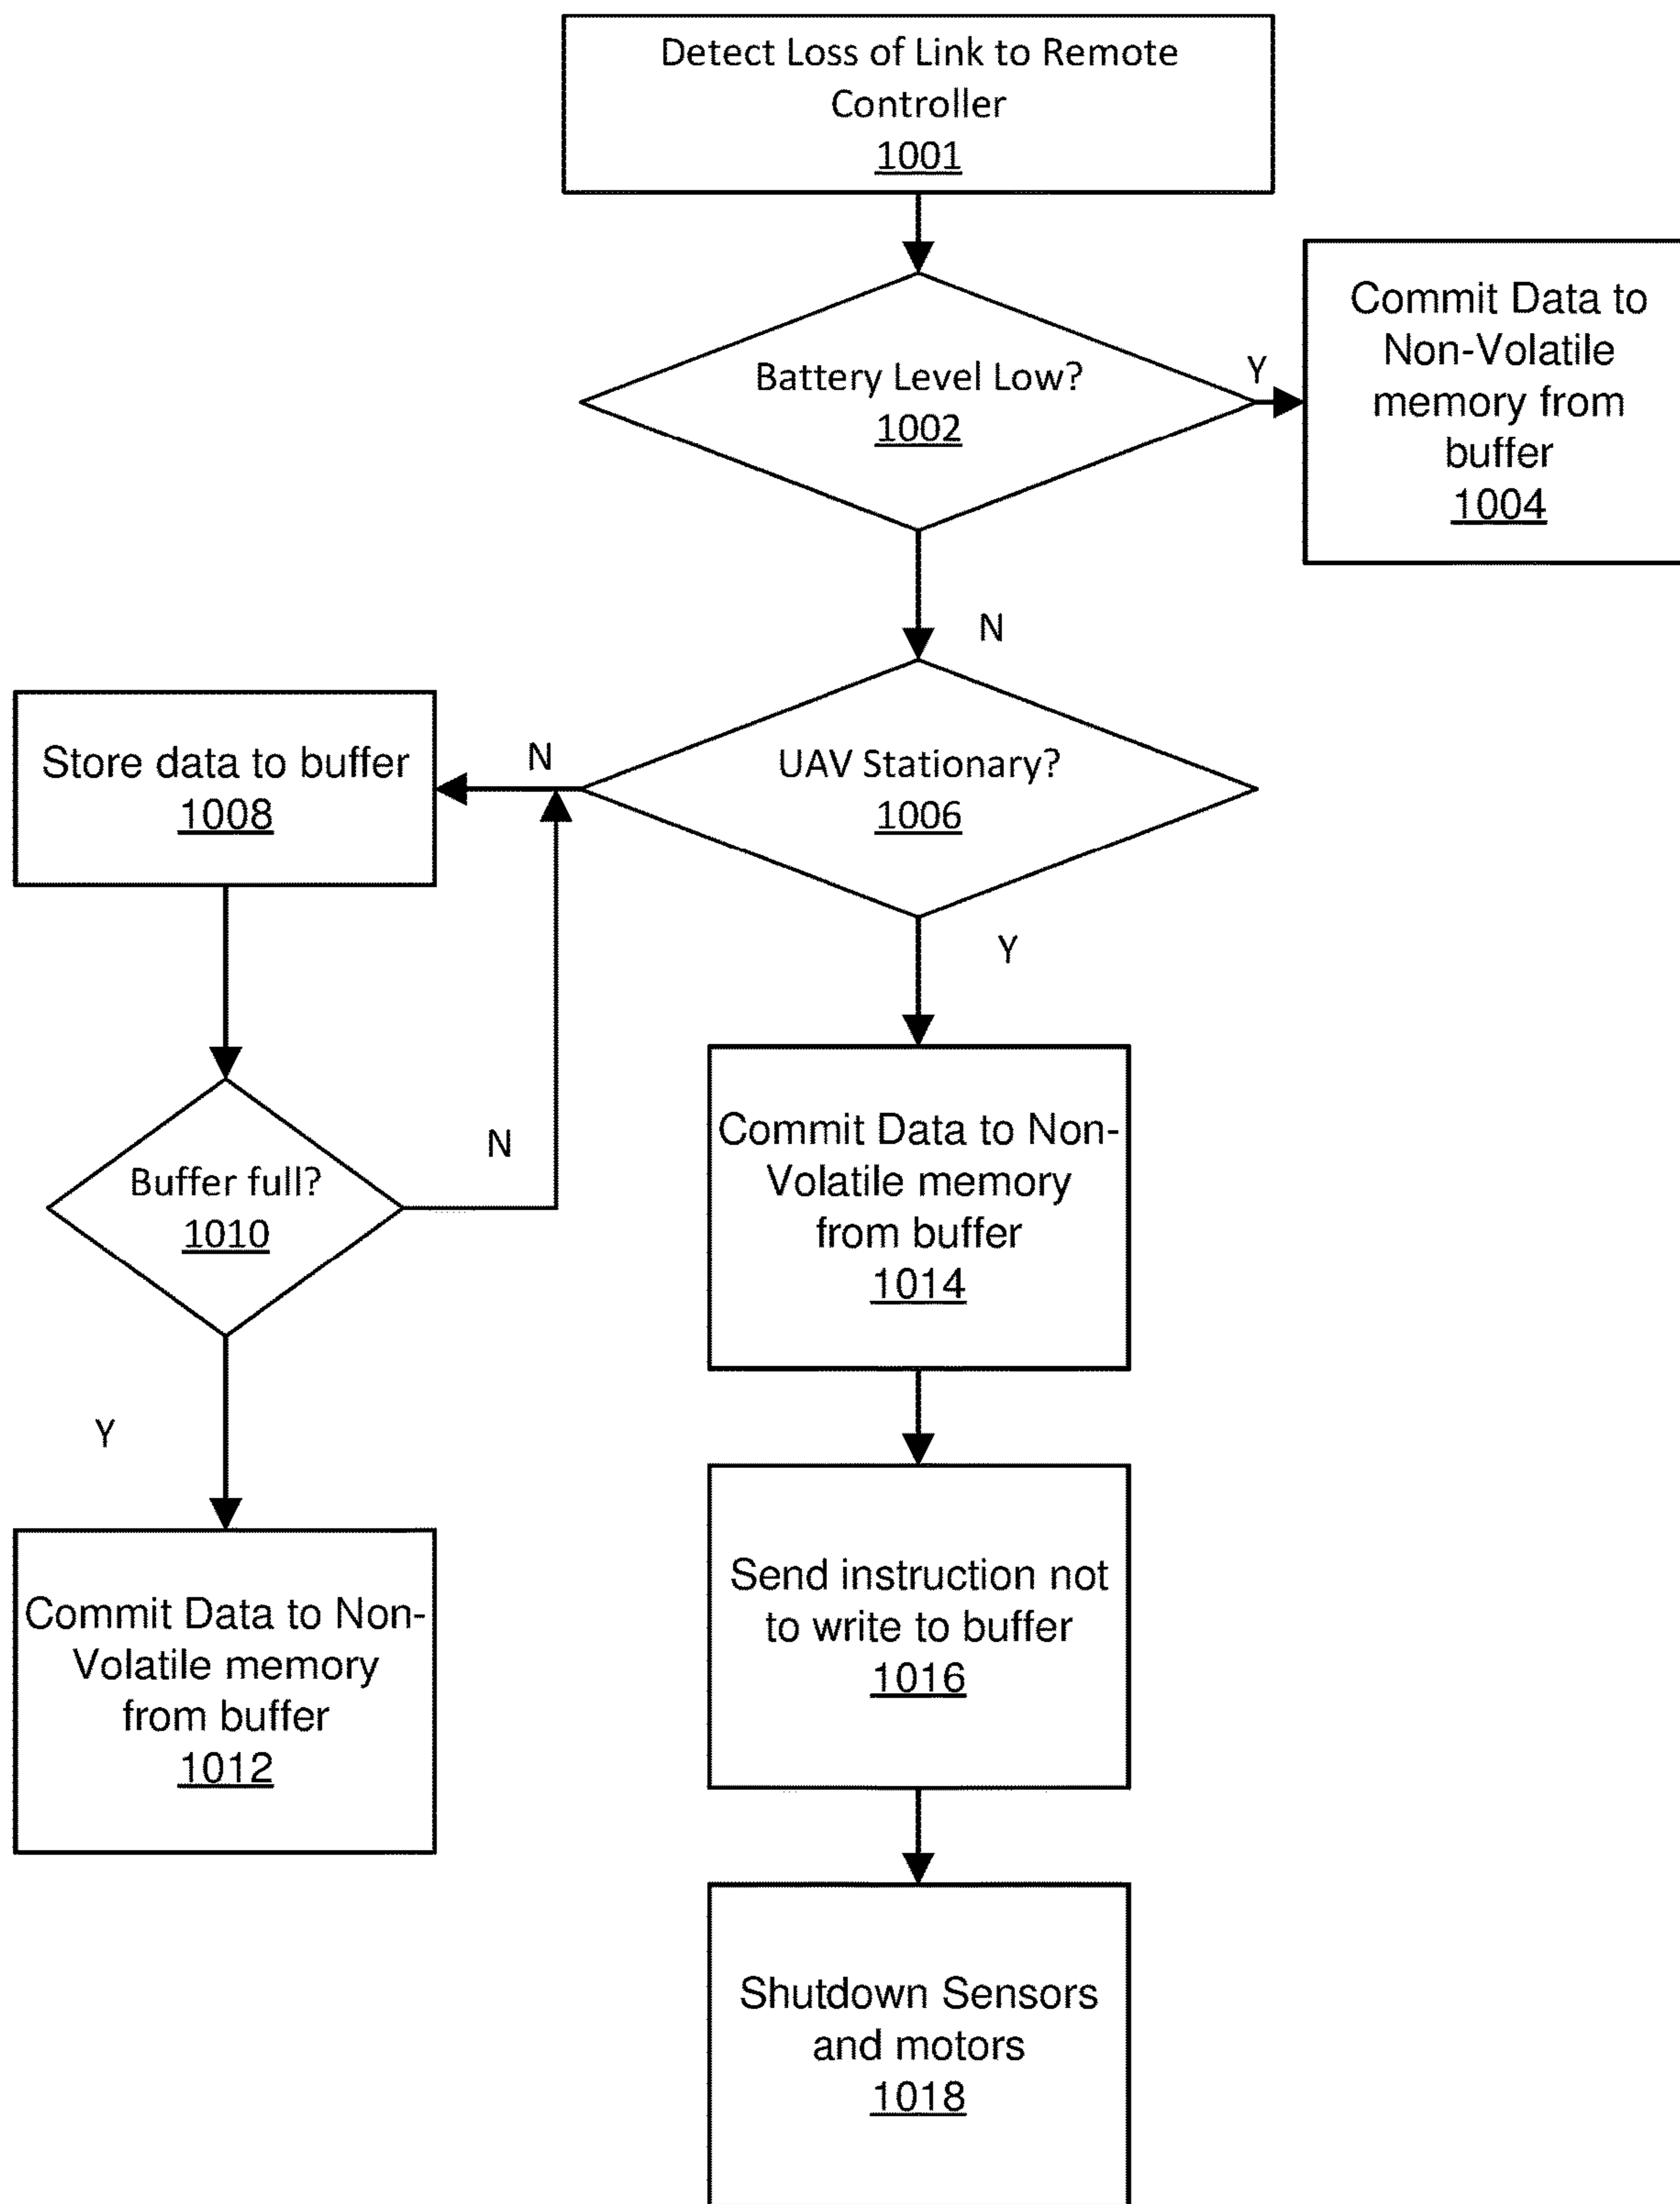 Detect Loss of Link to Remote
Controller
1001
Battery Level Low?
1002
Y
Commit Data to
Non-Volatile
memory from
buffer
1004
N
UAV Stationary?
1006
N
Store data to buffer
1008
Y
Buffer full?
1010
N
Commit Data to Non-
Volatile memory
from buffer
1014
Y
Commit Data to Non-
Volatile memory
from buffer
1012
Send instruction not
to write to buffer
1016
Shutdown Sensors
and motors
1018